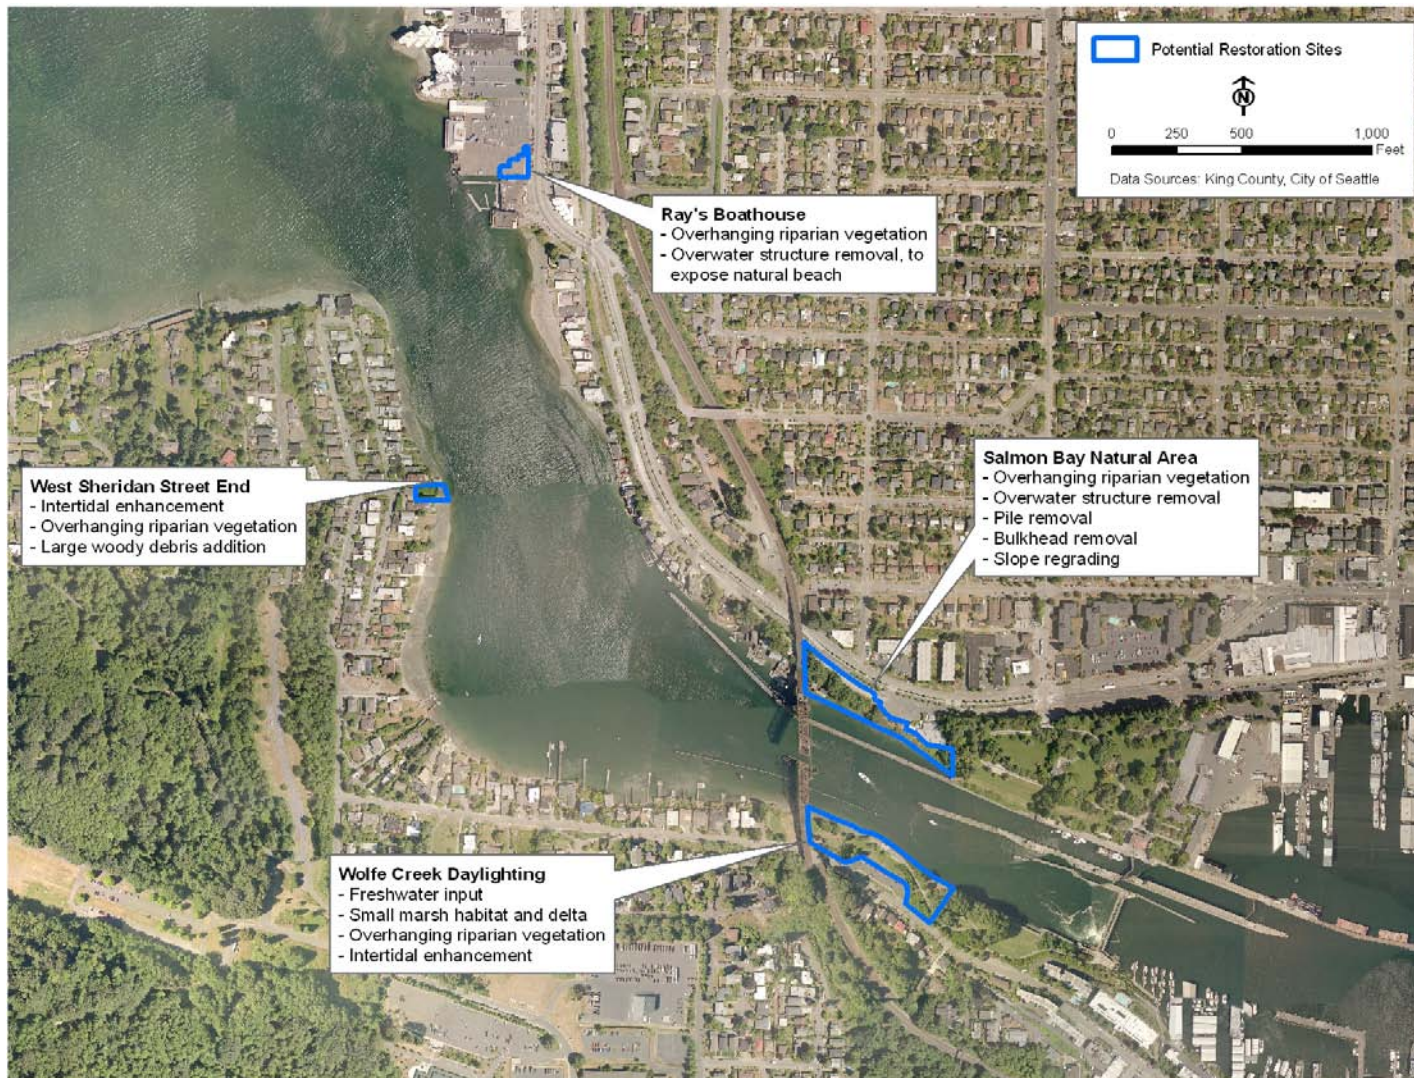 Potential Restoration Sites
N
0 250 500 1,000
Feet
Data Sources: King County, City of Seattle
Ray's Boathouse
- Overhanging riparian vegetation
- Overwater structure removal, to
expose natural beach
Salmon Bay Natural Area
- Overhanging riparian vegetation
- Overwater structure removal
- Pile removal
- Bulkhead removal
- Slope regrading
West Sheridan Street End
- Intertidal enhancement
- Overhanging riparian vegetation
- Large woody debris addition
Wolfe Creek Daylighting
- Freshwater input
- Small marsh habitat and delta
- Overhanging riparian vegetation
- Intertidal enhancement